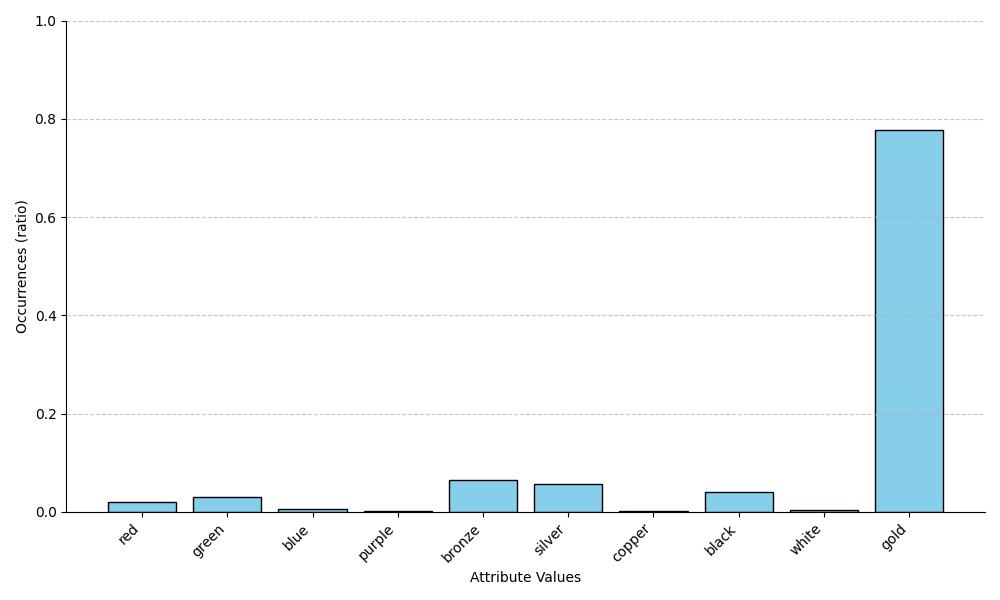 1.0
0.8
0.6
0.4
0.2
0.0
Occurrences (ratio)
red
green
blue
purple
bronze
silver
copper
black
white
gold
Attribute Values